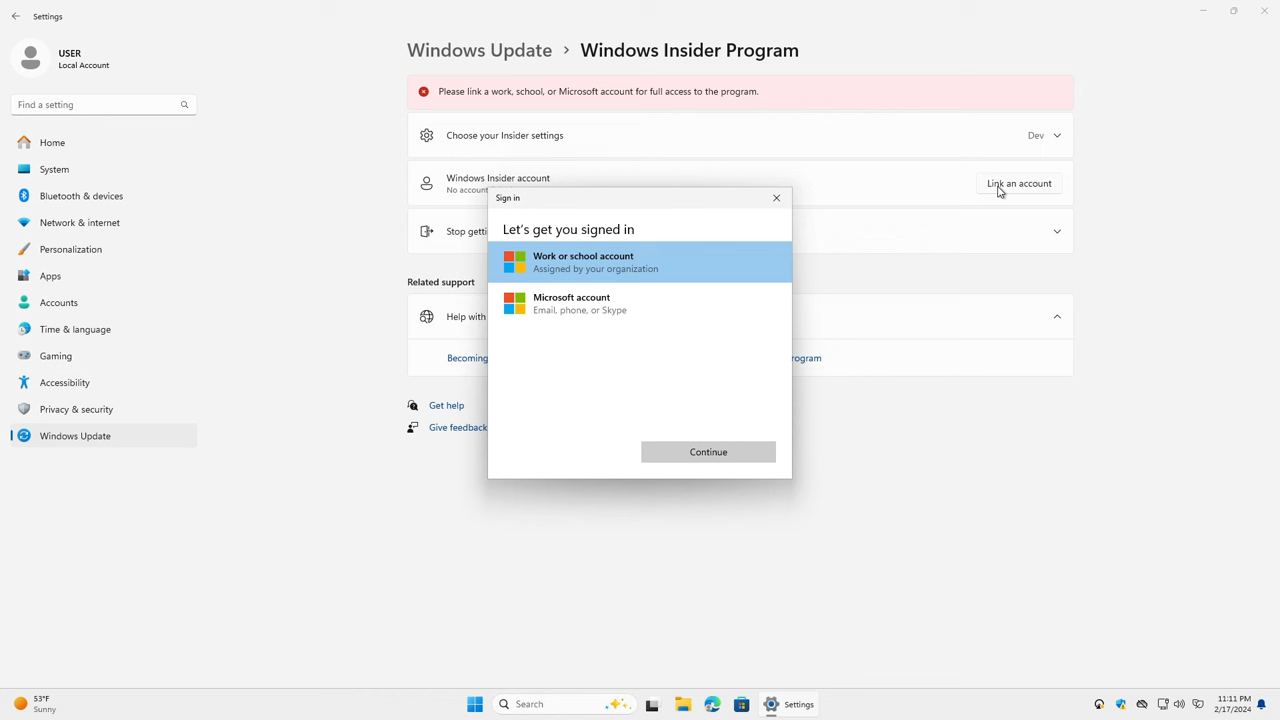 Settings
USER
Local Account
Find a setting
Home
System
Bluetooth & devices
Network & internet
Personalization
Apps
Accounts
Time & language
Gaming
Accessibility
Privacy & security
Windows Update
Windows Update > Windows Insider Program
Please link a work, school, or Microsoft account for full access to the program.
Choose your Insider settings
Dev
Windows Insider account
No account
Link an account
Stop getti
Related support
Help with
Becoming
rogram
Get help
Give feedback
Sign in
Let's get you signed in
Work or school account
Assigned by your organization
Microsoft account
Email, phone, or Skype
Continue
53°F
Sunny
Search
Settings
11:11 PM
2/17/2024